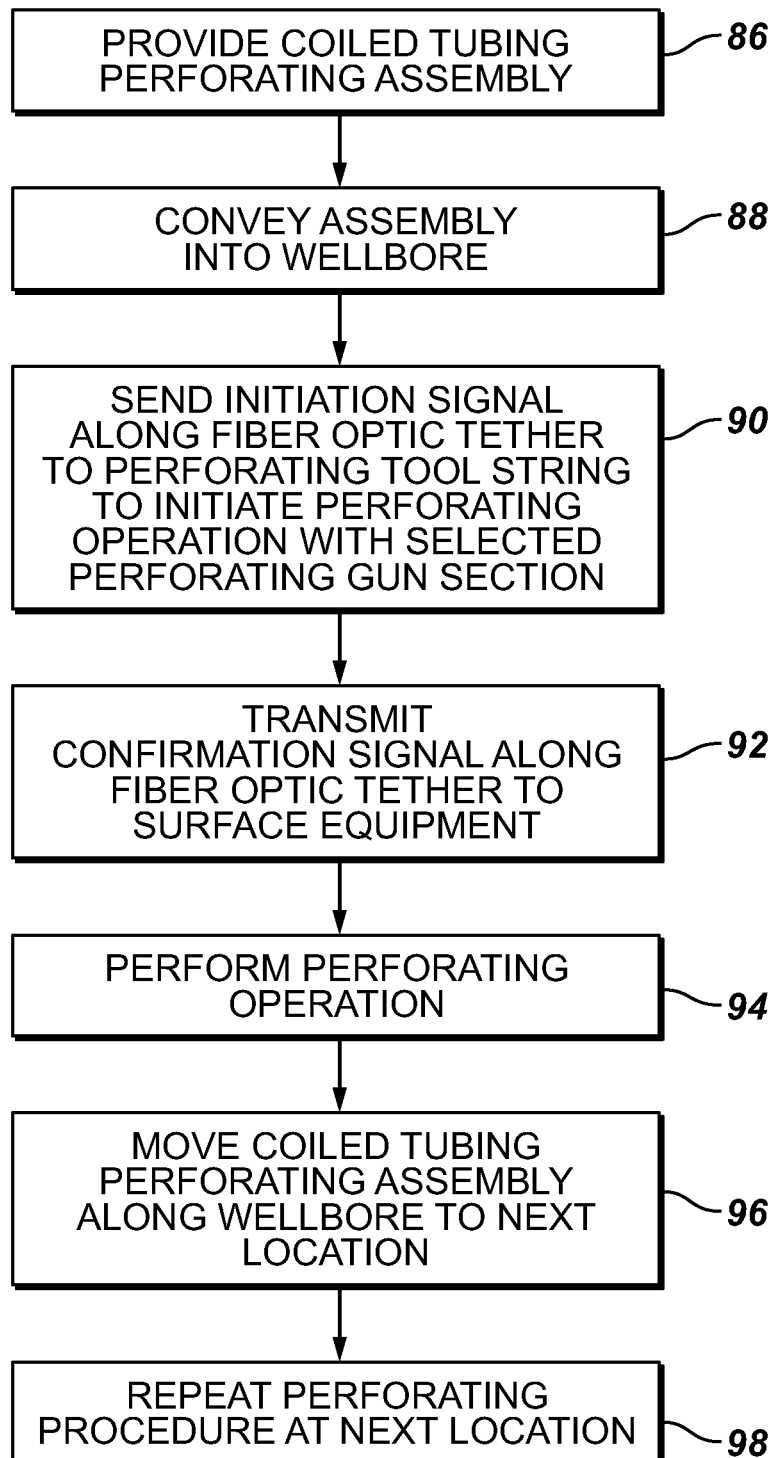 PROVIDE COILED TUBING
PERFORATING ASSEMBLY
86
CONVEY ASSEMBLY
INTO WELLBORE
88
SEND INITIATION SIGNAL
ALONG FIBER OPTIC TETHER
TO PERFORATING TOOL STRING
TO INITIATE PERFORATING
OPERATION WITH SELECTED
PERFORATING GUN SECTION
90
TRANSMIT
CONFIRMATION SIGNAL ALONG
FIBER OPTIC TETHER TO
SURFACE EQUIPMENT
92
PERFORM PERFORATING
OPERATION
94
MOVE COILED TUBING
PERFORATING ASSEMBLY
ALONG WELLBORE TO NEXT
LOCATION
96
REPEAT PERFORATING
PROCEDURE AT NEXT LOCATION
98